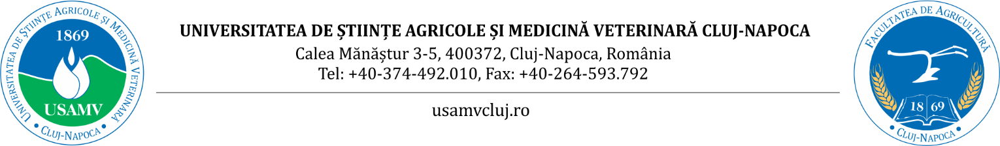 UNIVERSITATEA DE ȘTIINȚE AGRICOLE ȘI MEDICINĂ VETERINARĂ
1869
USAMV
• CLUJ-NAPOCA •
UNIVERSITATEA DE ȘTIINȚE AGRICOLE ȘI MEDICINĂ VETERINARĂ CLUJ-NAPOCA
Calea Mănăștur 3-5, 400372, Cluj-Napoca, România
Tel: +40-374-492.010, Fax: +40-264-593.792
usamvcluj.ro
FACULTATEA DE AGRICULTURĂ
18 69
• CLUJ-NAPOCA •